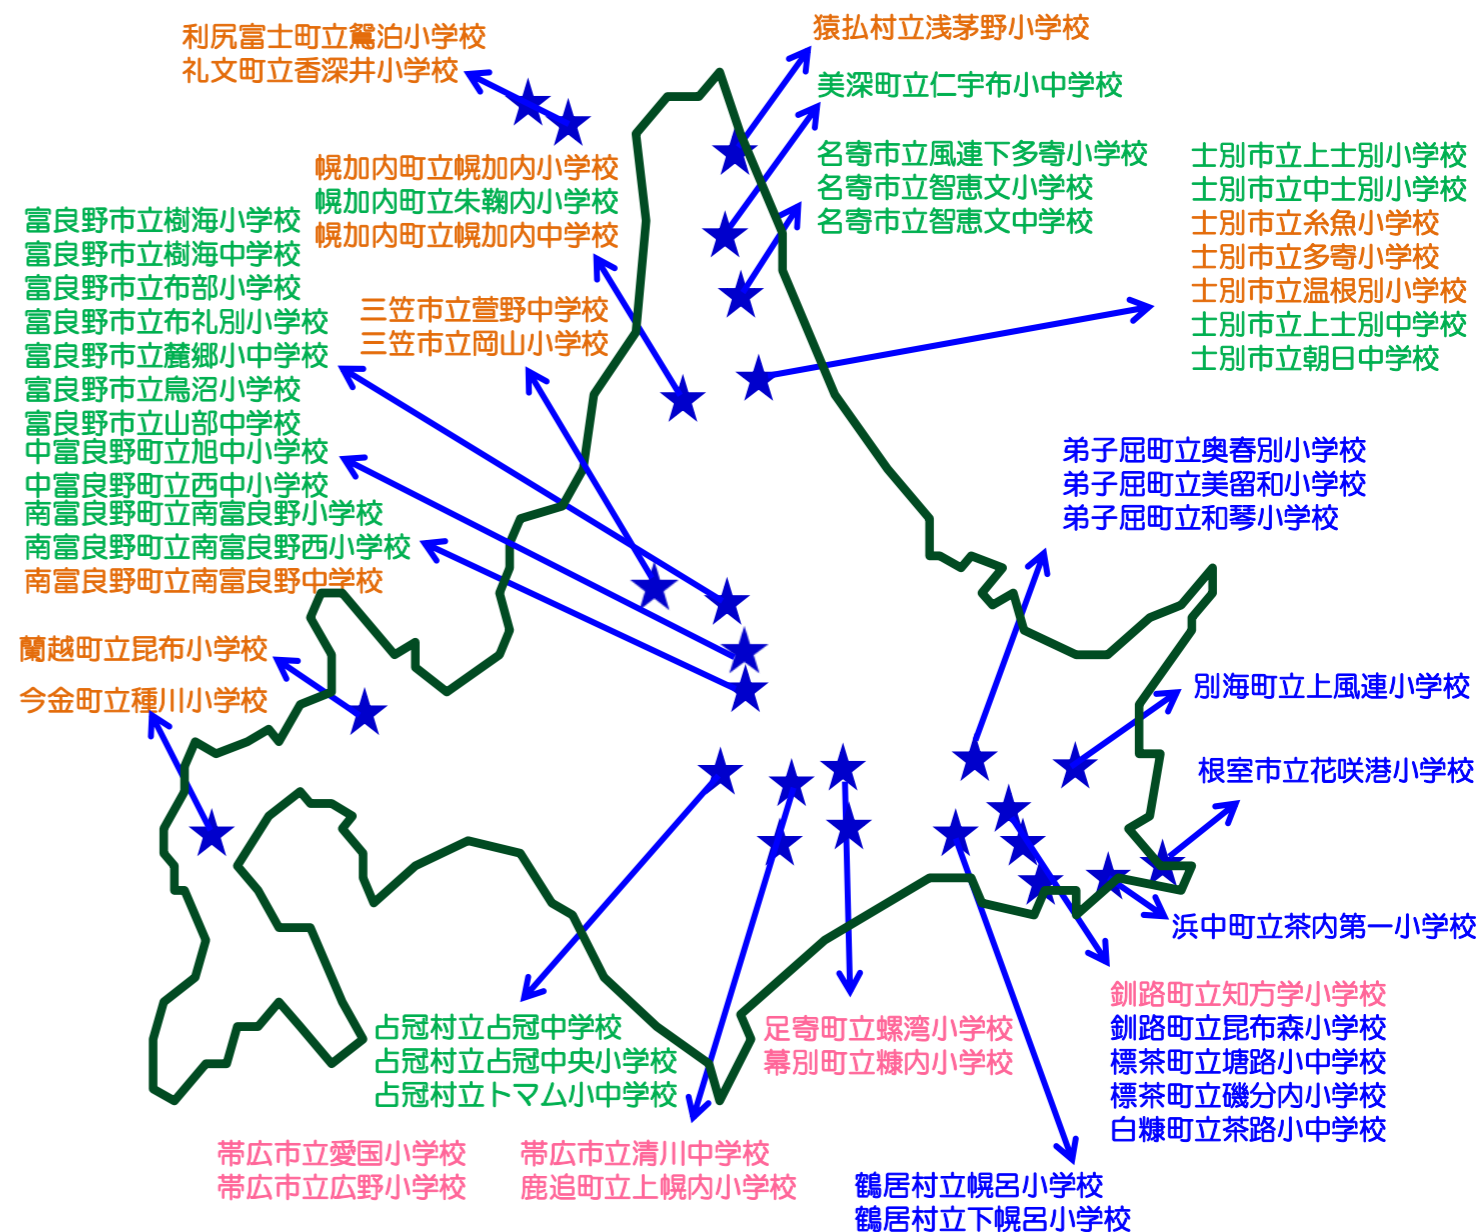 利尻富士町立鴛泊小学校
礼文町立香深井小学校
猿払村立浅茅野小学校
美深町立仁宇布小中学校
名寄市立風連下多寄小学校
名寄市立智恵文小学校
名寄市立智恵文中学校
士別市立上士別小学校
士別市立中士別小学校
士別市立糸魚小学校
士別市立多寄小学校
士別市立温根別小学校
士別市立上士別中学校
士別市立朝日中学校
幌加内町立幌加内小学校
幌加内町立朱鞠内小学校
幌加内町立幌加内中学校
三笠市立萱野中学校
三笠市立岡山小学校
富良野市立樹海小学校
富良野市立樹海中学校
富良野市立布部小学校
富良野市立布礼別小学校
富良野市立麓郷小中学校
富良野市立鳥沼小学校
富良野市立山部中学校
中富良野町立旭中小学校
中富良野町立西中小学校
南富良野町立南富良野小学校
南富良野町立南富良野西小学校
南富良野町立南富良野中学校
蘭越町立昆布小学校
今金町立種川小学校
弟子屈町立奥春別小学校
弟子屈町立美留和小学校
弟子屈町立和琴小学校
別海町立上風連小学校
根室市立花咲港小学校
浜中町立茶内第一小学校
釧路町立知方学小学校
釧路町立昆布森小学校
標茶町立塘路小中学校
標茶町立磯分内小学校
白糠町立茶路小中学校
足寄町立螺湾小学校
幕別町立糠内小学校
占冠村立占冠中学校
占冠村立占冠中央小学校
占冠村立トマム小中学校
帯広市立愛国小学校
帯広市立広野小学校
帯広市立清川中学校
鹿追町立上幌内小学校
鶴居村立幌呂小学校
鶴居村立下幌呂小学校